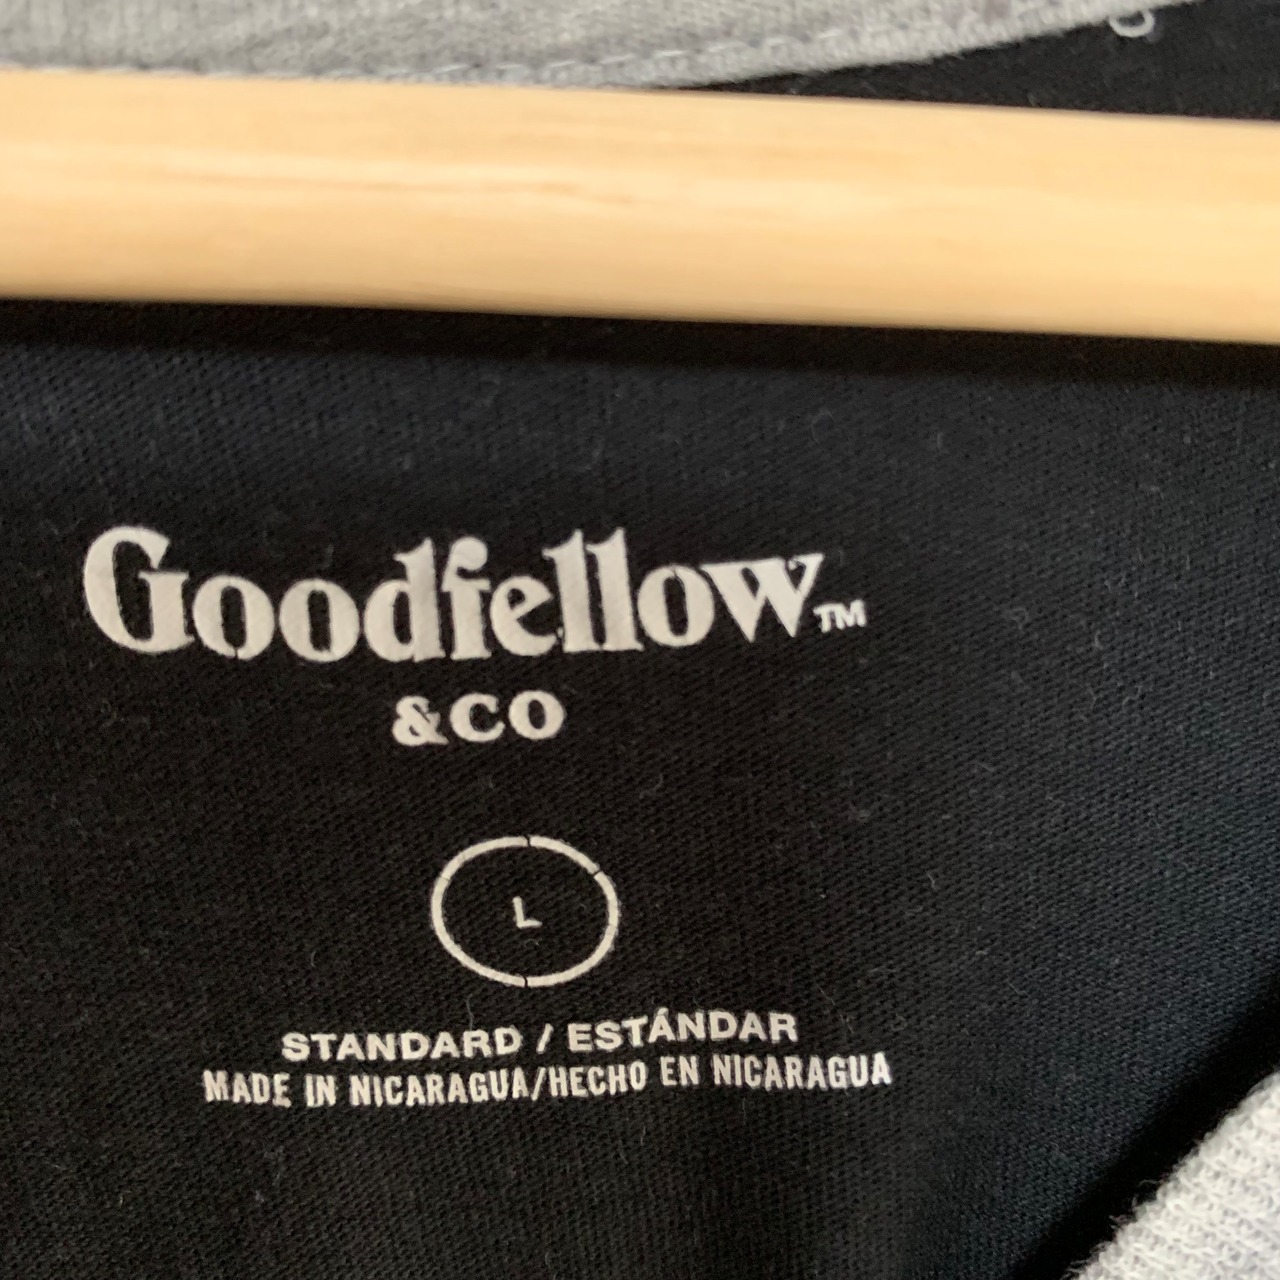 Goodfellow™
&CO
L
STANDARD / ESTÁNDAR
MADE IN NICARAGUA/HECHO EN NICARAGUA